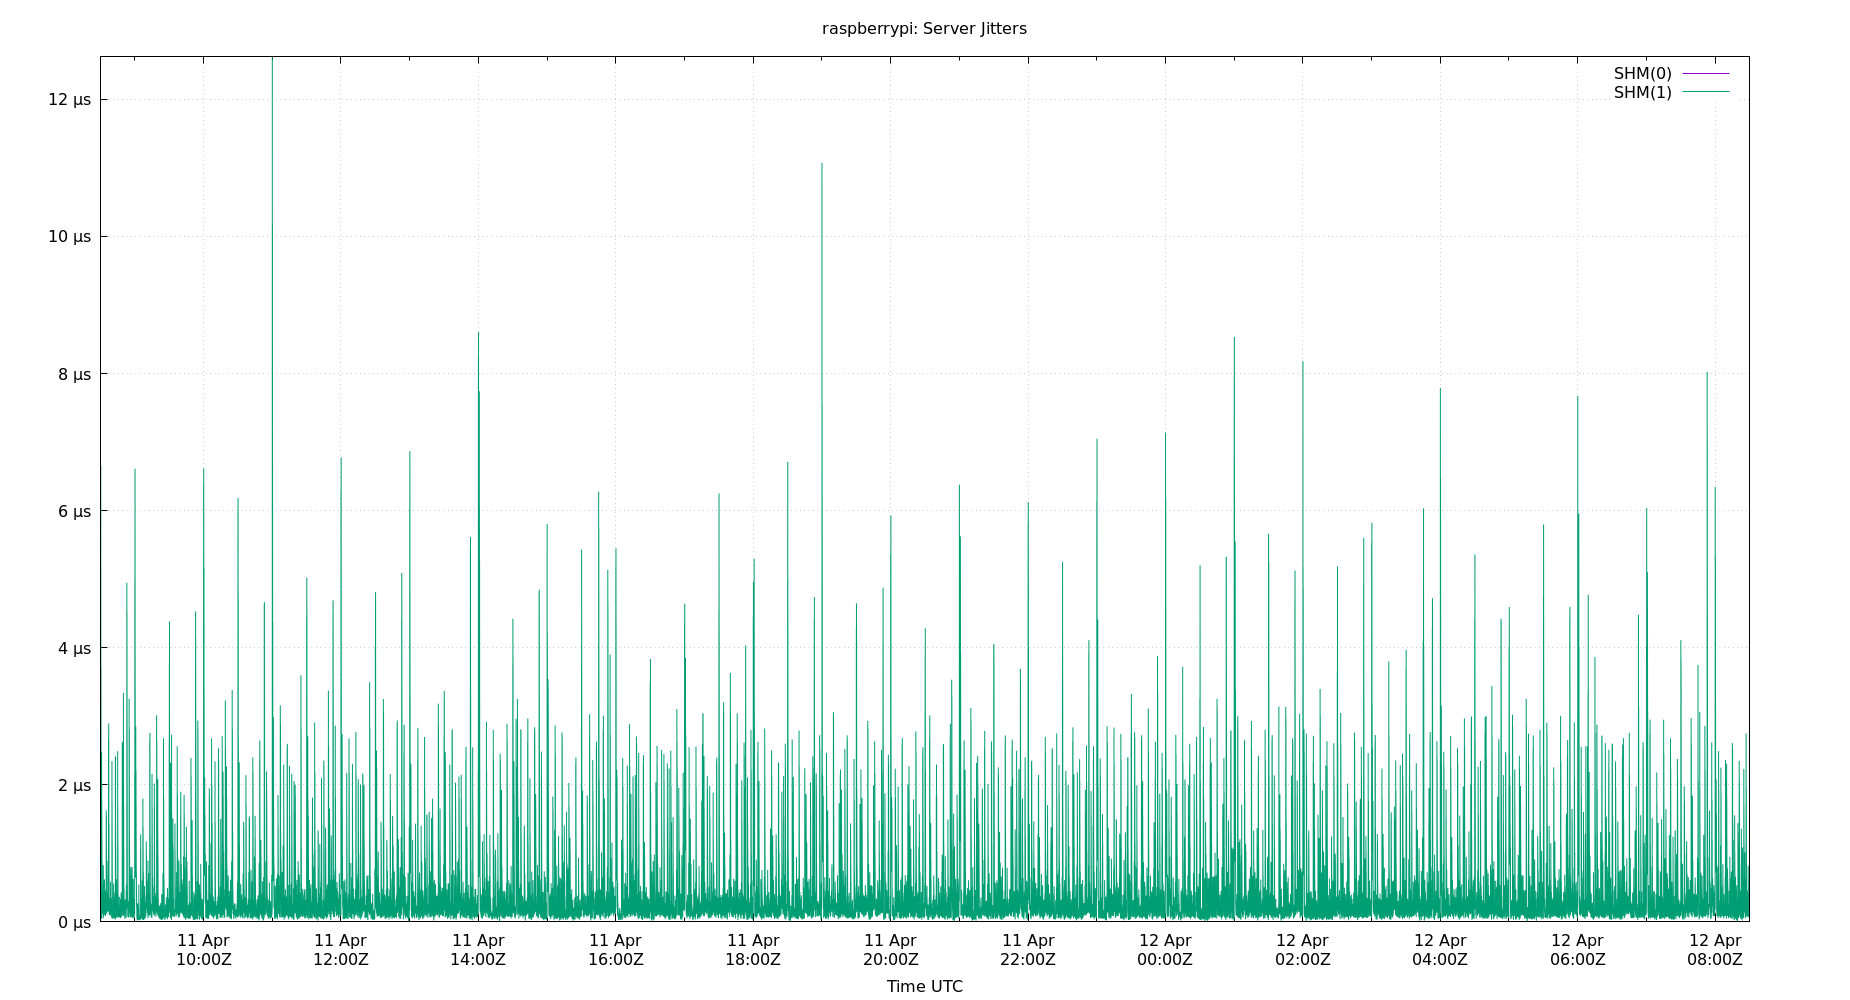 raspberrypi: Server Jitters
SHM(0)
SHM(1)
12 µs
10 µs
8 µs
6 µs
4 µs
2 µs
0 µs
11 Apr 11 Apr 11 Apr 11 Apr 11 Apr 11 Apr 11 Apr 12 Apr 12 Apr 12 Apr 12 Apr 12 Apr
10:00Z 12:00Z 14:00Z 16:00Z 18:00Z 20:00Z 22:00Z 00:00Z 02:00Z 04:00Z 06:00Z 08:00Z
Time UTC